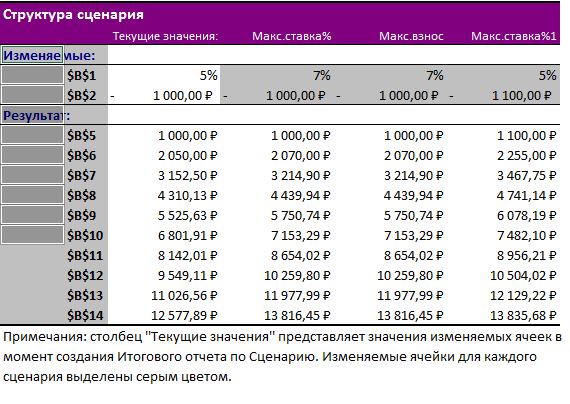 Структура сценария
Текущие значения: Макс.ставка% Макс.взнос Макс.ставка%1
Изменяемые:
$B$1 5% 7% 7% 5%
$B$2 - 1 000,00 ₽ - 1 000,00 ₽ - 1 000,00 ₽ - 1 100,00 ₽
Результат:
$B$5 1 000,00 ₽ 1 000,00 ₽ 1 000,00 ₽ 1 100,00 ₽
$B$6 2 050,00 ₽ 2 070,00 ₽ 2 070,00 ₽ 2 255,00 ₽
$B$7 3 152,50 ₽ 3 214,90 ₽ 3 214,90 ₽ 3 467,75 ₽
$B$8 4 310,13 ₽ 4 439,94 ₽ 4 439,94 ₽ 4 741,14 ₽
$B$9 5 525,63 ₽ 5 750,74 ₽ 5 750,74 ₽ 6 078,19 ₽
$B$10 6 801,91 ₽ 7 153,29 ₽ 7 153,29 ₽ 7 482,10 ₽
$B$11 8 142,01 ₽ 8 654,02 ₽ 8 654,02 ₽ 8 956,21 ₽
$B$12 9 549,11 ₽ 10 259,80 ₽ 10 259,80 ₽ 10 504,02 ₽
$B$13 11 026,56 ₽ 11 977,99 ₽ 11 977,99 ₽ 12 129,22 ₽
$B$14 12 577,89 ₽ 13 816,45 ₽ 13 816,45 ₽ 13 835,68 ₽
Примечания: столбец "Текущие значения" представляет значения изменяемых ячеек в
момент создания Итогового отчета по Сценарию. Изменяемые ячейки для каждого
сценария выделены серым цветом.